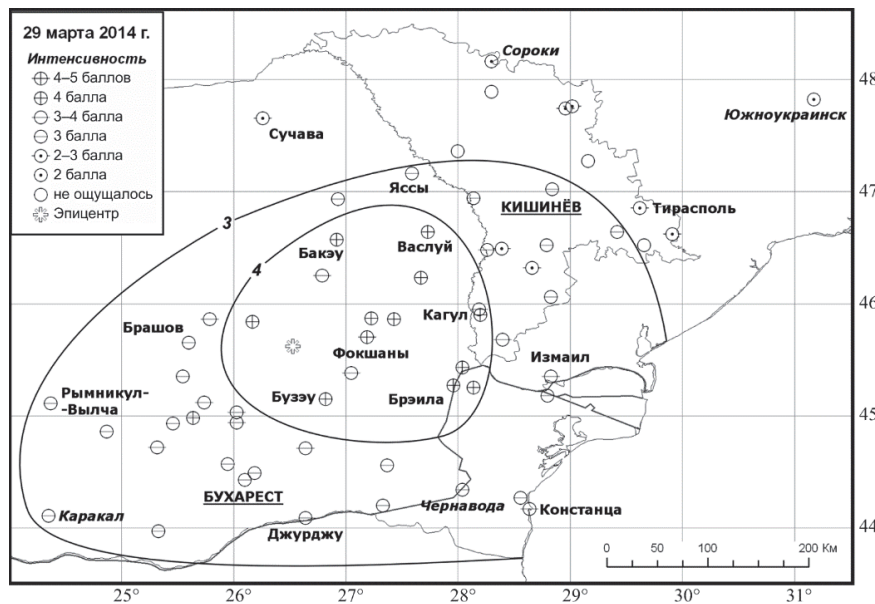 29 марта 2014 г.
Интенсивность
4–5 баллов
4 балла
3–4 балла
3 балла
2–3 балла
2 балла
не ощущалось
Эпицентр
Сороки
48
Южноукраинск
Сучава
Яссы
47
КИШИНЁВ
Тирасполь
3
Бакэу
Васлуй
4
46
Кагул
Брашов
Фокшаны
Измаил
Рымникул-
-Вылча
Бузэу
Брэила
45
БУХАРЕСТ
Чернавода
Каракал
Констанца
Джурджу
44
0 50 100 200 Км
25° 26° 27° 28° 29° 30° 31°